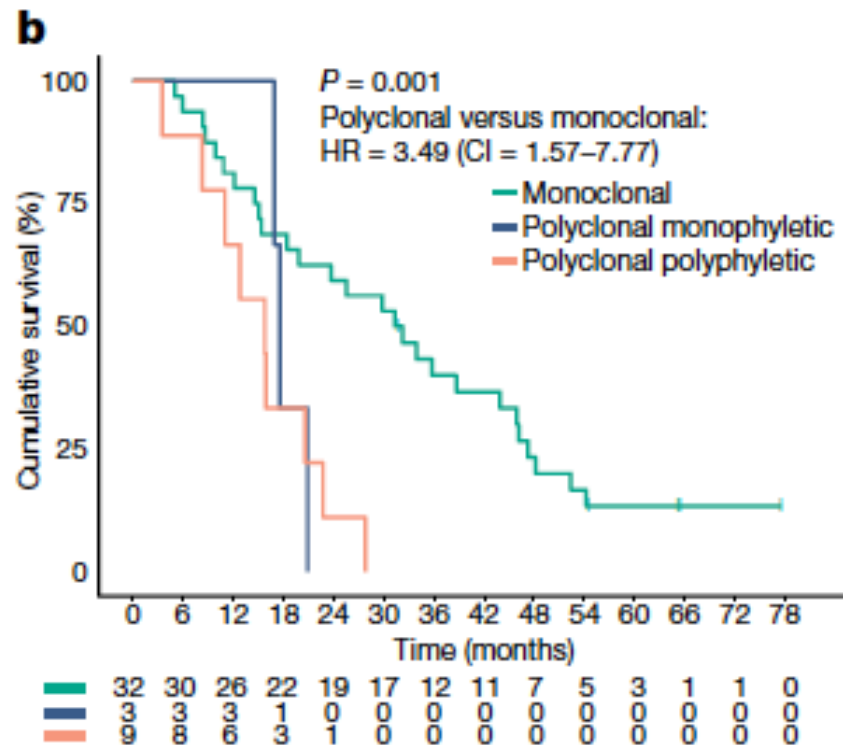 b
P = 0.001
Polyclonal versus monoclonal:
HR = 3.49 (CI = 1.57–7.77)
Monoclonal
Polyclonal monophyletic
Polyclonal polyphyletic
Cumulative survival (%)
100
75
50
25
0
0 6 12 18 24 30 36 42 48 54 60 66 72 78
Time (months)
32 30 26 22 19 17 12 11 7 5 3 1 1 0
3 3 3 1 0 0 0 0 0 0 0 0 0 0
9 8 6 3 1 0 0 0 0 0 0 0 0 0